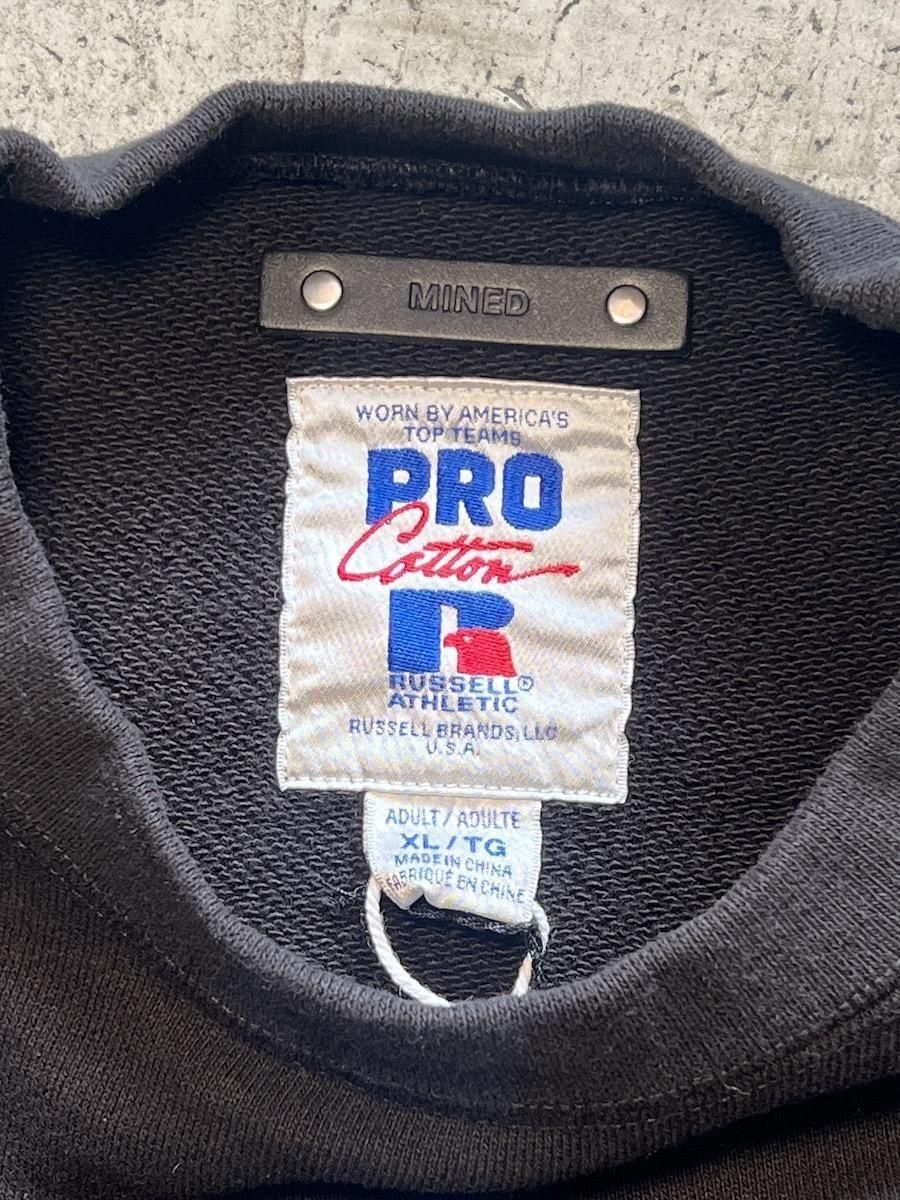 MINED
WORN BY AMERICA'S
TOP TEAMS
PRO
Cotton
R
RUSSELL®
ATHLETIC
RUSSELL BRANDS, LLC
U.S.A.
ADULT / ADULTE
XL / TG
MADE IN CHINA
FABRIQUÉ EN CHINE